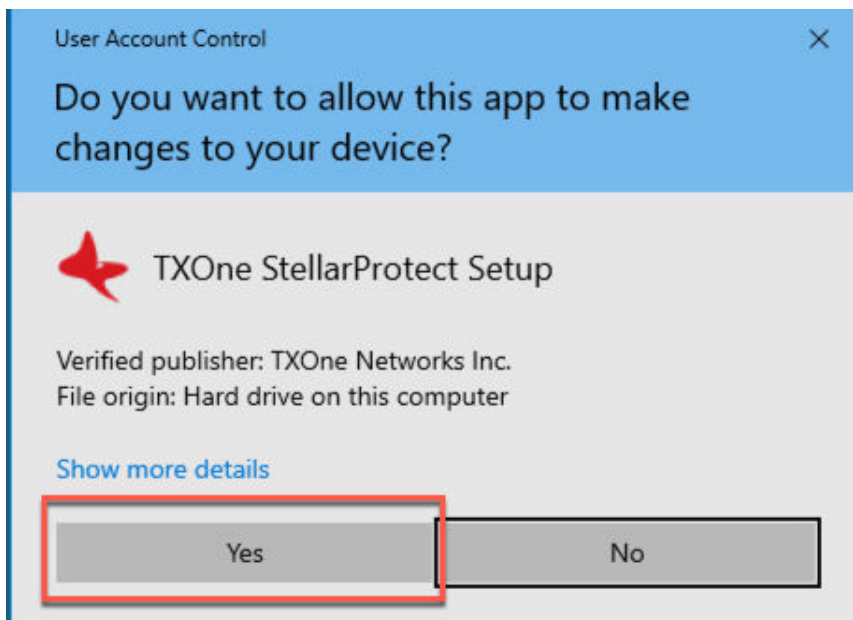 User Account Control
Do you want to allow this app to make
changes to your device?
TXOne StellarProtect Setup
Verified publisher: TXOne Networks Inc.
File origin: Hard drive on this computer
Show more details
Yes
No